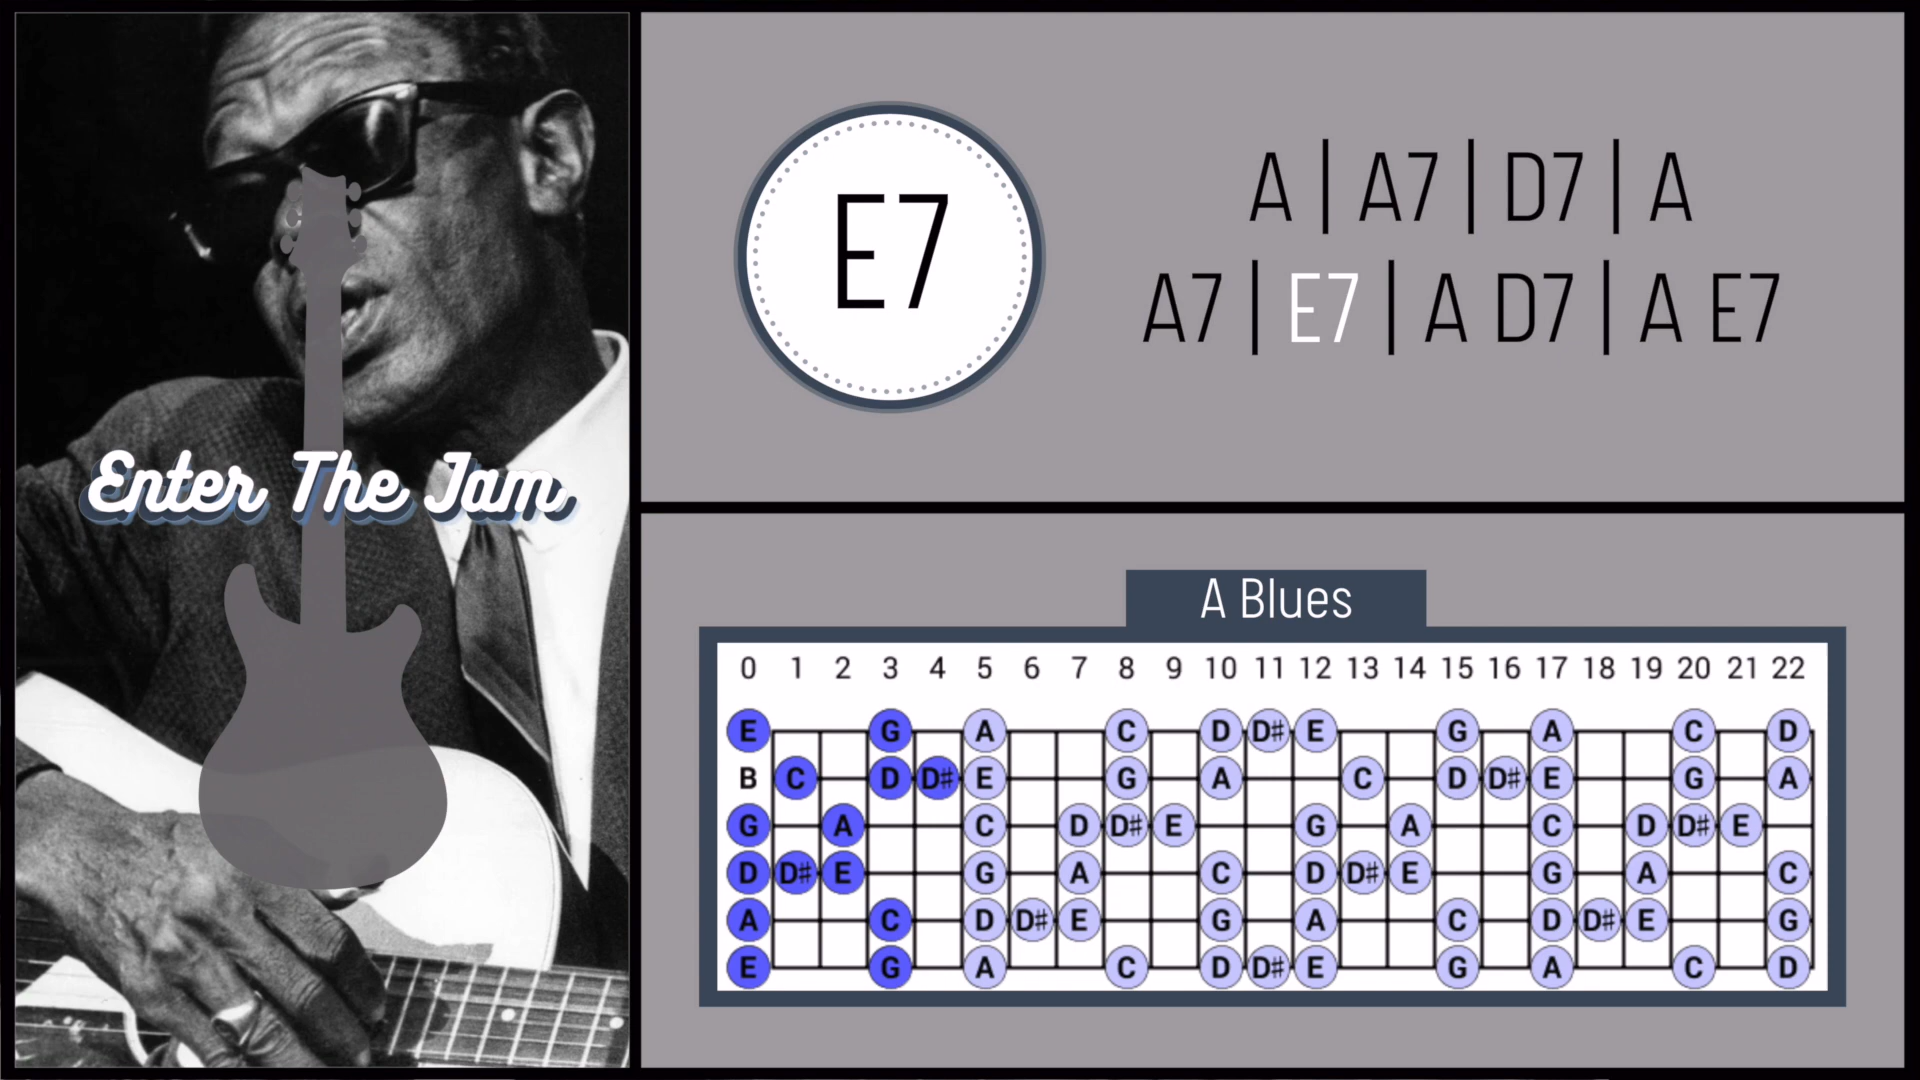 Enter The Jam
E7
A | A7 | D7 | A
A7 | E7 | A D7 | A E7
A Blues
0 1 2 3 4 5 6 7 8 9 10 11 12 13 14 15 16 17 18 19 20 21 22
E G A C D D# E G A C D
B C D D# E G A C D D# E G A
G A C D D# E G A C D D# E
D D# E G A C D D# E G A C
A C D D# E G A C D D# E G
E G A C D D# E G A C D